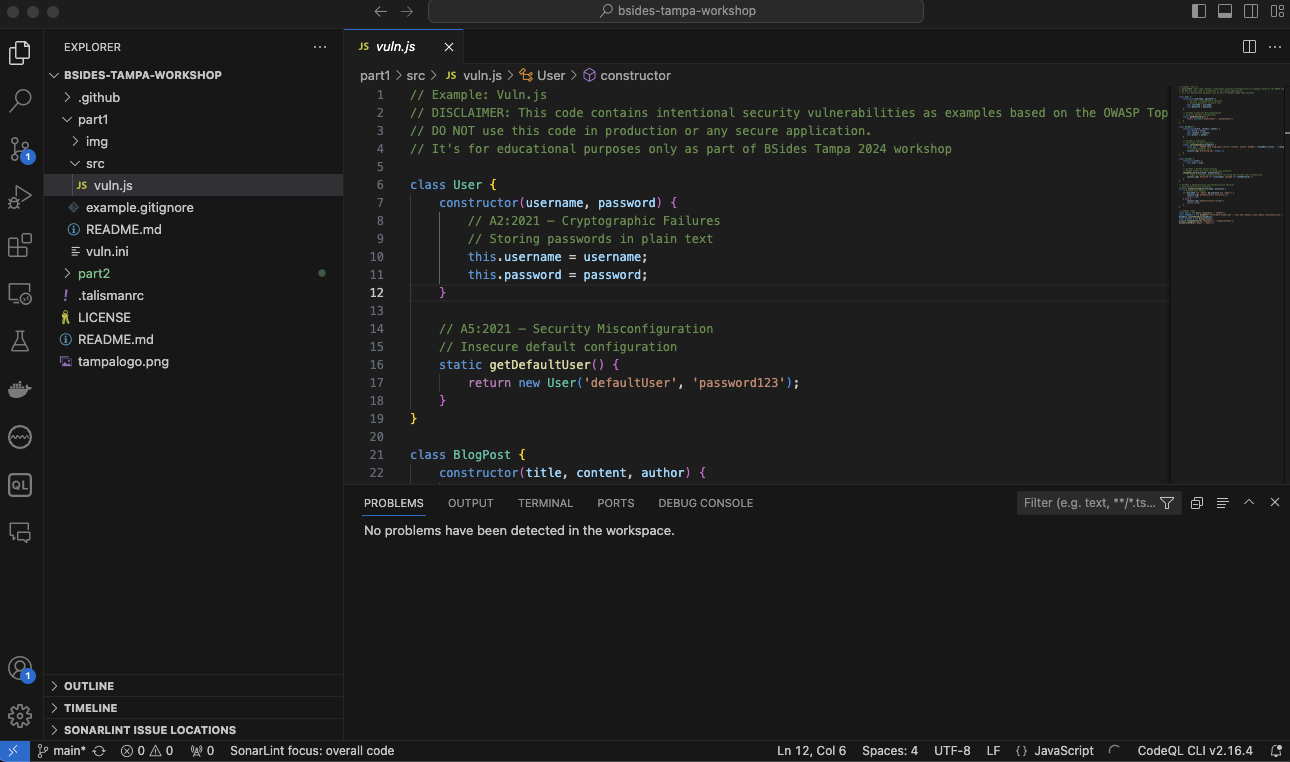 bsides-tampa-workshop
EXPLORER
BSIDES-TAMPA-WORKSHOP
.github
part1
img
src
JS vuln.js
example.gitignore
README.md
vuln.ini
part2
.talismanrc
LICENSE
README.md
tampalogo.png
OUTLINE
TIMELINE
SONARLINT ISSUE LOCATIONS
JS vuln.js
part1 > src > JS vuln.js > User > constructor
1 // Example: Vuln.js
2 // DISCLAIMER: This code contains intentional security vulnerabilities as examples based on the OWASP Top
3 // DO NOT use this code in production or any secure application.
4 // It's for educational purposes only as part of BSides Tampa 2024 workshop
5
6 class User {
7 constructor(username, password) {
8 // A2:2021 – Cryptographic Failures
9 // Storing passwords in plain text
10 this.username = username;
11 this.password = password;
12 }
13
14 // A5:2021 – Security Misconfiguration
15 // Insecure default configuration
16 static getDefaultUser() {
17 return new User('defaultUser', 'password123');
18 }
19 }
20
21 class BlogPost {
22 constructor(title, content, author) {
PROBLEMS OUTPUT TERMINAL PORTS DEBUG CONSOLE Filter (e.g. text, **/*.ts...
No problems have been detected in the workspace.
1
QL
1
main* 0 0 0 SonarLint focus: overall code Ln 12, Col 6 Spaces: 4 UTF-8 LF {} JavaScript CodeQL CLI v2.16.4